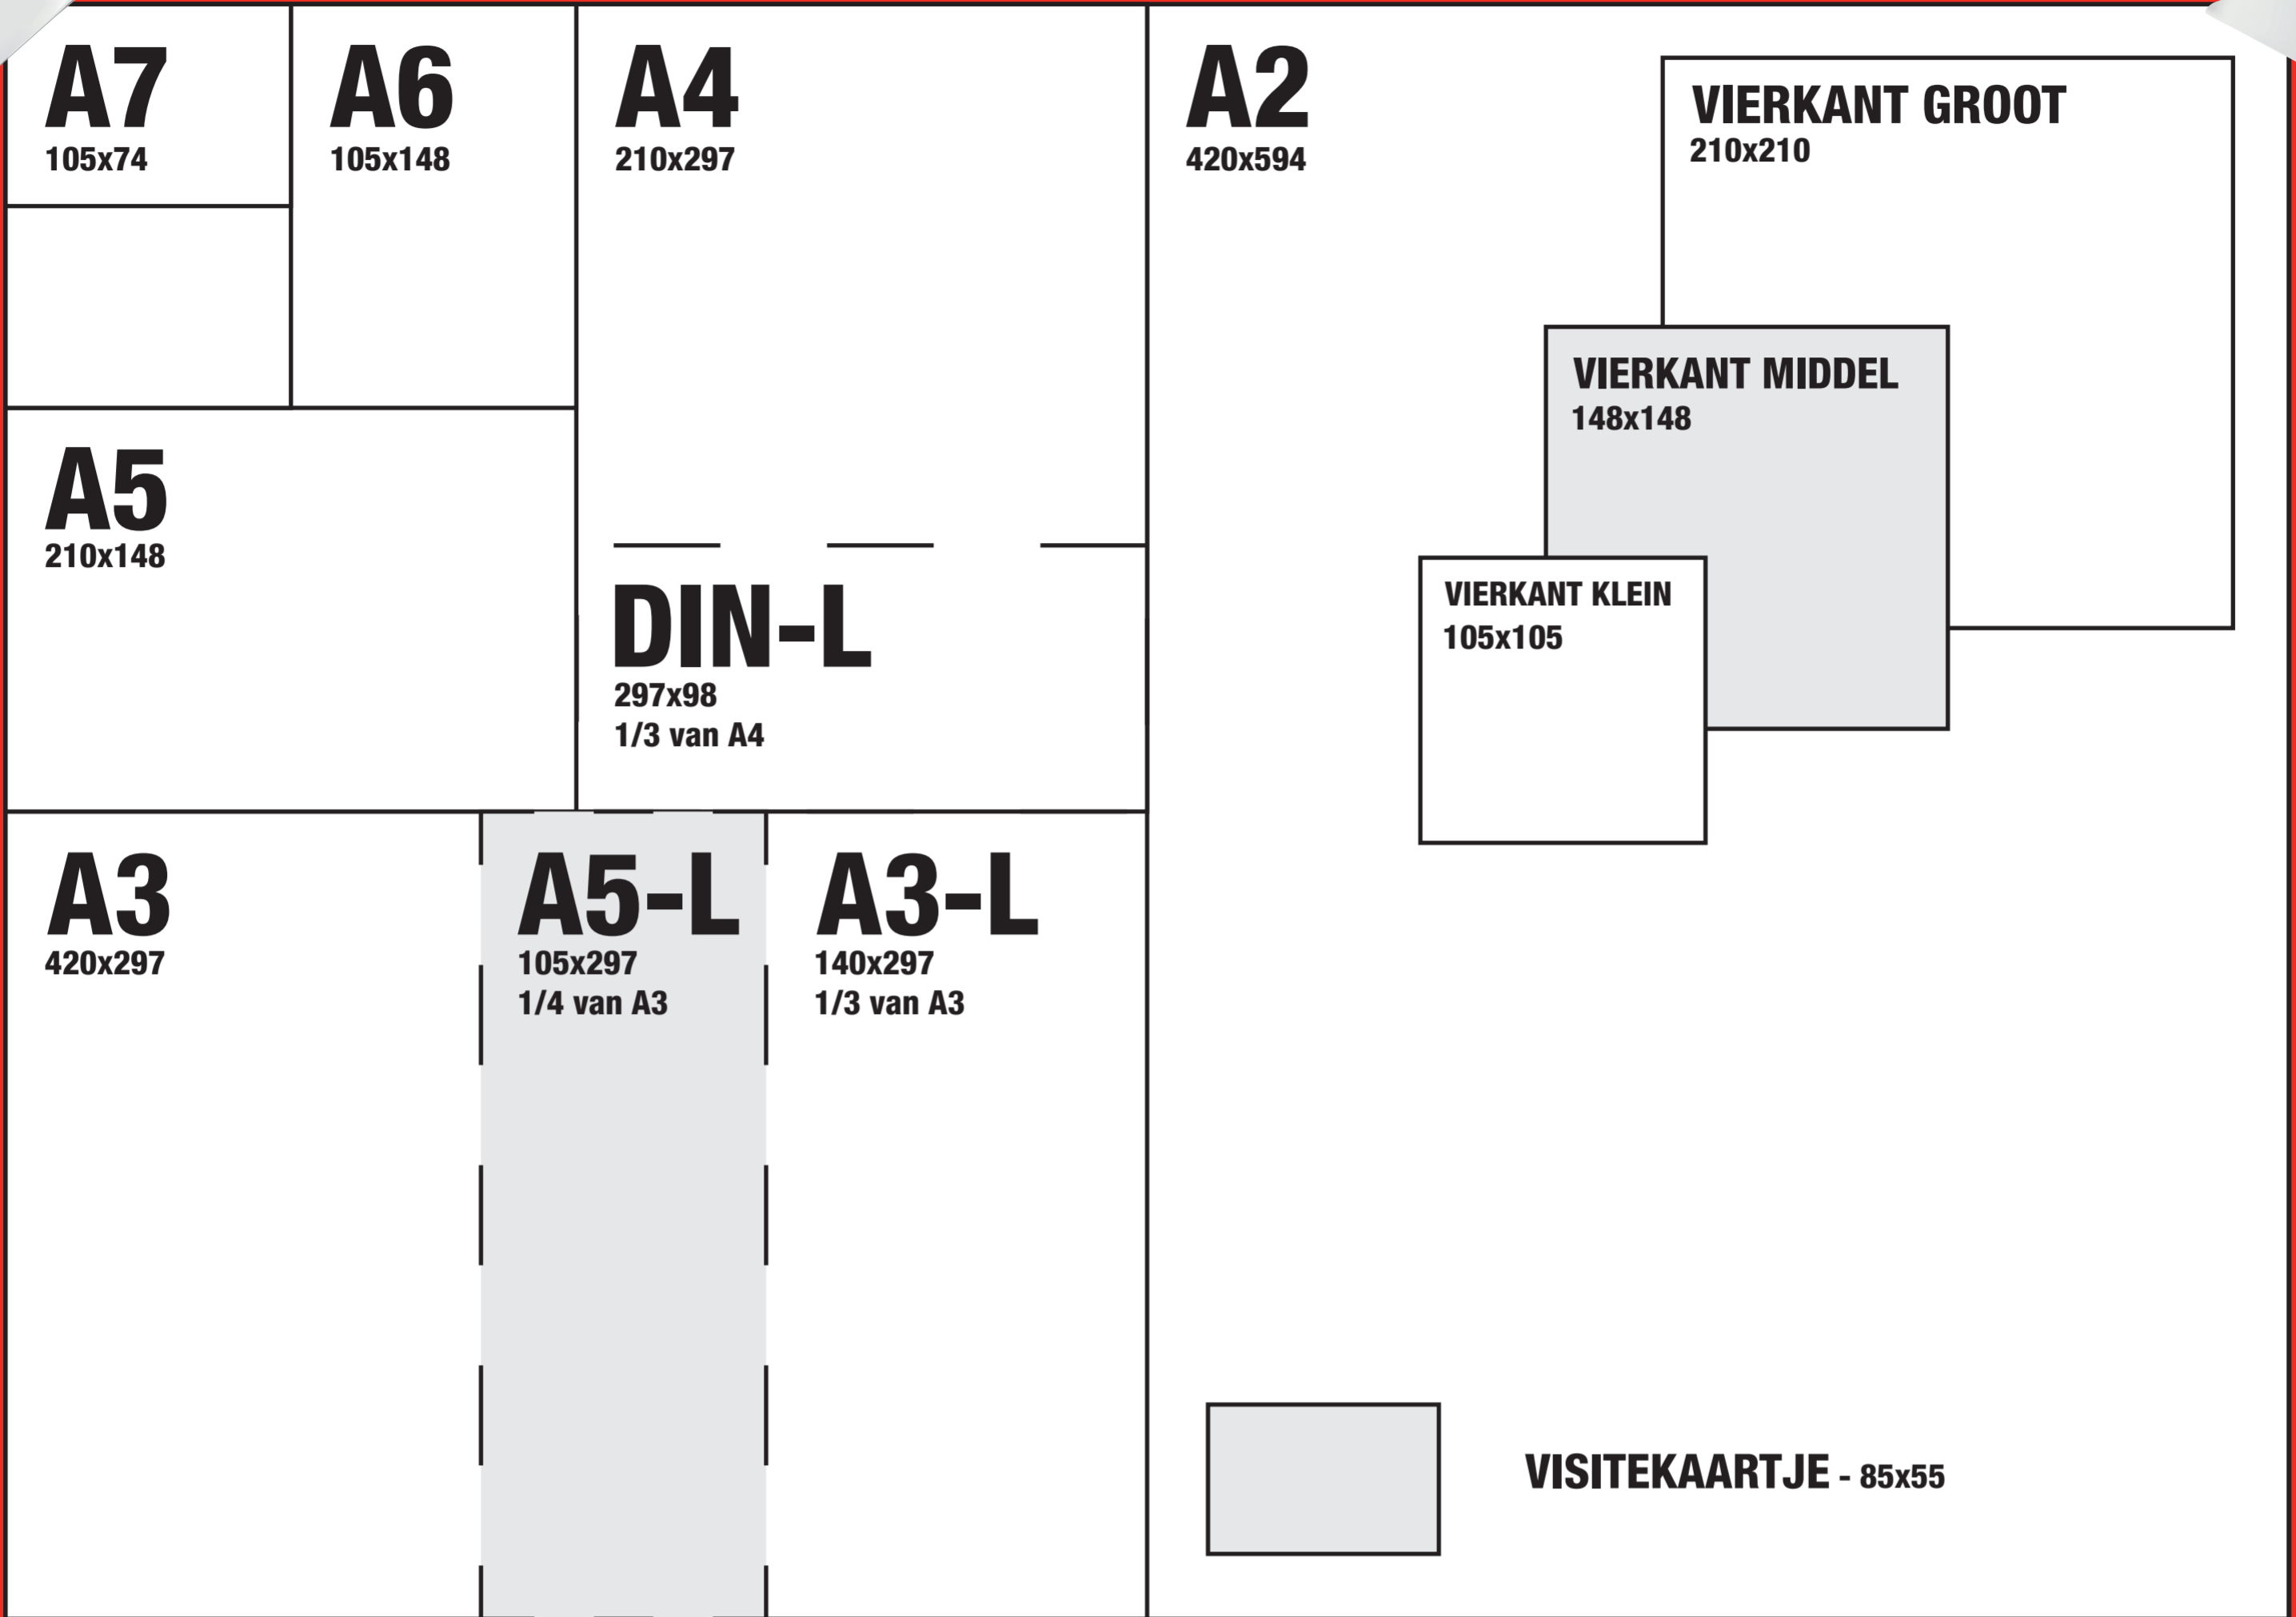 A7
105x74
A6
105x148
A4
210x297
A2
420x594
VIERKANT GROOT
210x210
VIERKANT MIDDEL
148x148
A5
210x148
DIN-L
297x98
1/3 van A4
VIERKANT KLEIN
105x105
A3
420x297
A5-L
105x297
1/4 van A3
A3-L
140x297
1/3 van A3
VISITEKAARTJE - 85x55